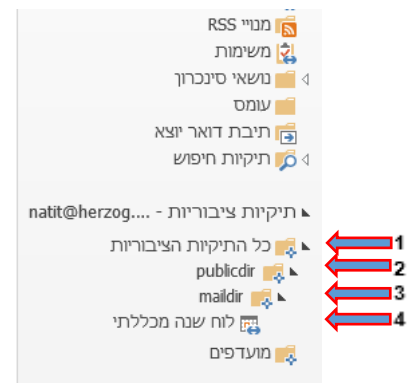 מנויי RSS
משימות
נושאי סינכרון
עומס
תיבת דואר יוצא
תיקיות חיפוש
תיקיות ציבוריות - natit@herzog....
כל התיקיות הציבוריות 1
publicdir 2
maildir 3
לוח שנה מכללתי 4
מועדפים